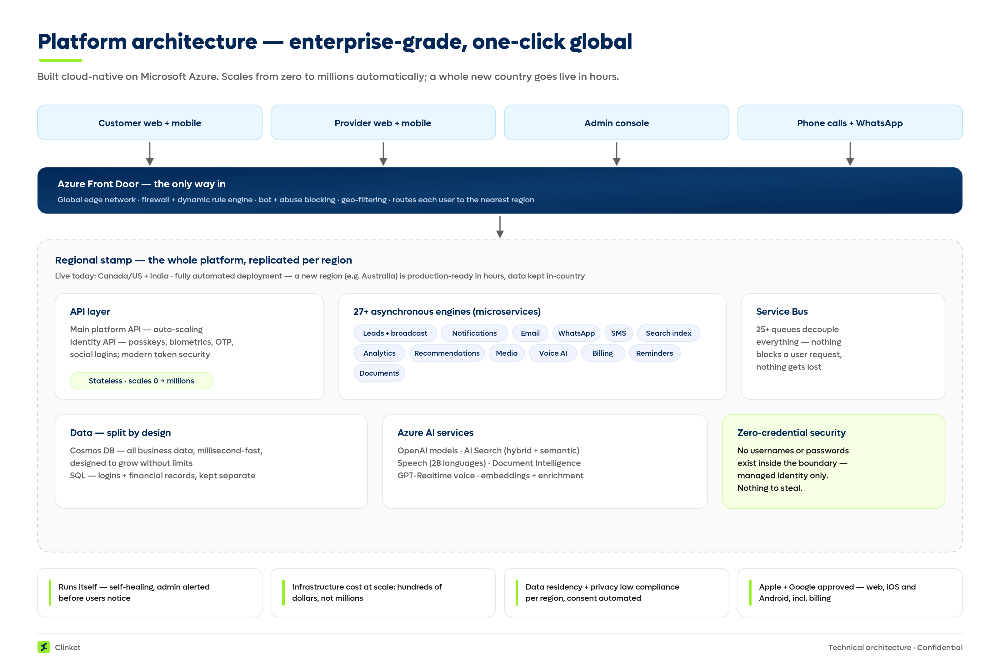 Platform architecture — enterprise-grade, one-click global
Built cloud-native on Microsoft Azure. Scales from zero to millions automatically; a whole new country goes live in hours.
Customer web + mobile
Provider web + mobile
Admin console
Phone calls + WhatsApp
Azure Front Door — the only way in
Global edge network · firewall + dynamic rule engine · bot + abuse blocking · geo-filtering · routes each user to the nearest region
Regional stamp — the whole platform, replicated per region
Live today: Canada/US + India · fully automated deployment — a new region (e.g. Australia) is production-ready in hours, data kept in-country
API layer
Main platform API — auto-scaling
Identity API — passkeys, biometrics, OTP,
social logins; modern token security
Stateless · scales 0 → millions
27+ asynchronous engines (microservices)
Leads + broadcast
Notifications
Email
WhatsApp
SMS
Search index
Analytics
Recommendations
Media
Voice AI
Billing
Reminders
Documents
Service Bus
25+ queues decouple
everything — nothing
blocks a user request,
nothing gets lost
Data — split by design
Cosmos DB — all business data, millisecond-fast,
designed to grow without limits
SQL — logins + financial records, kept separate
Azure AI services
OpenAI models · AI Search (hybrid + semantic)
Speech (28 languages) · Document Intelligence
GPT-Realtime voice · embeddings + enrichment
Zero-credential security
No usernames or passwords
exist inside the boundary —
managed identity only.
Nothing to steal.
Runs itself — self-healing, admin alerted
before users notice
Infrastructure cost at scale: hundreds of
dollars, not millions
Data residency + privacy law compliance
per region, consent automated
Apple + Google approved — web, iOS and
Android, incl. billing
Clinket
Technical architecture · Confidential